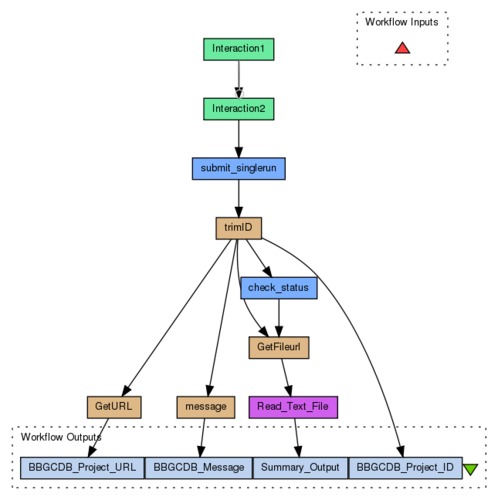 Workflow Inputs
Interaction1
Interaction2
submit_singlerun
trimID
check_status
GetFileurl
GetURL
message
Read_Text_File
Workflow Outputs
BBGCDB_Project_URL
BBGCDB_Message
Summary_Output
BBGCDB_Project_ID